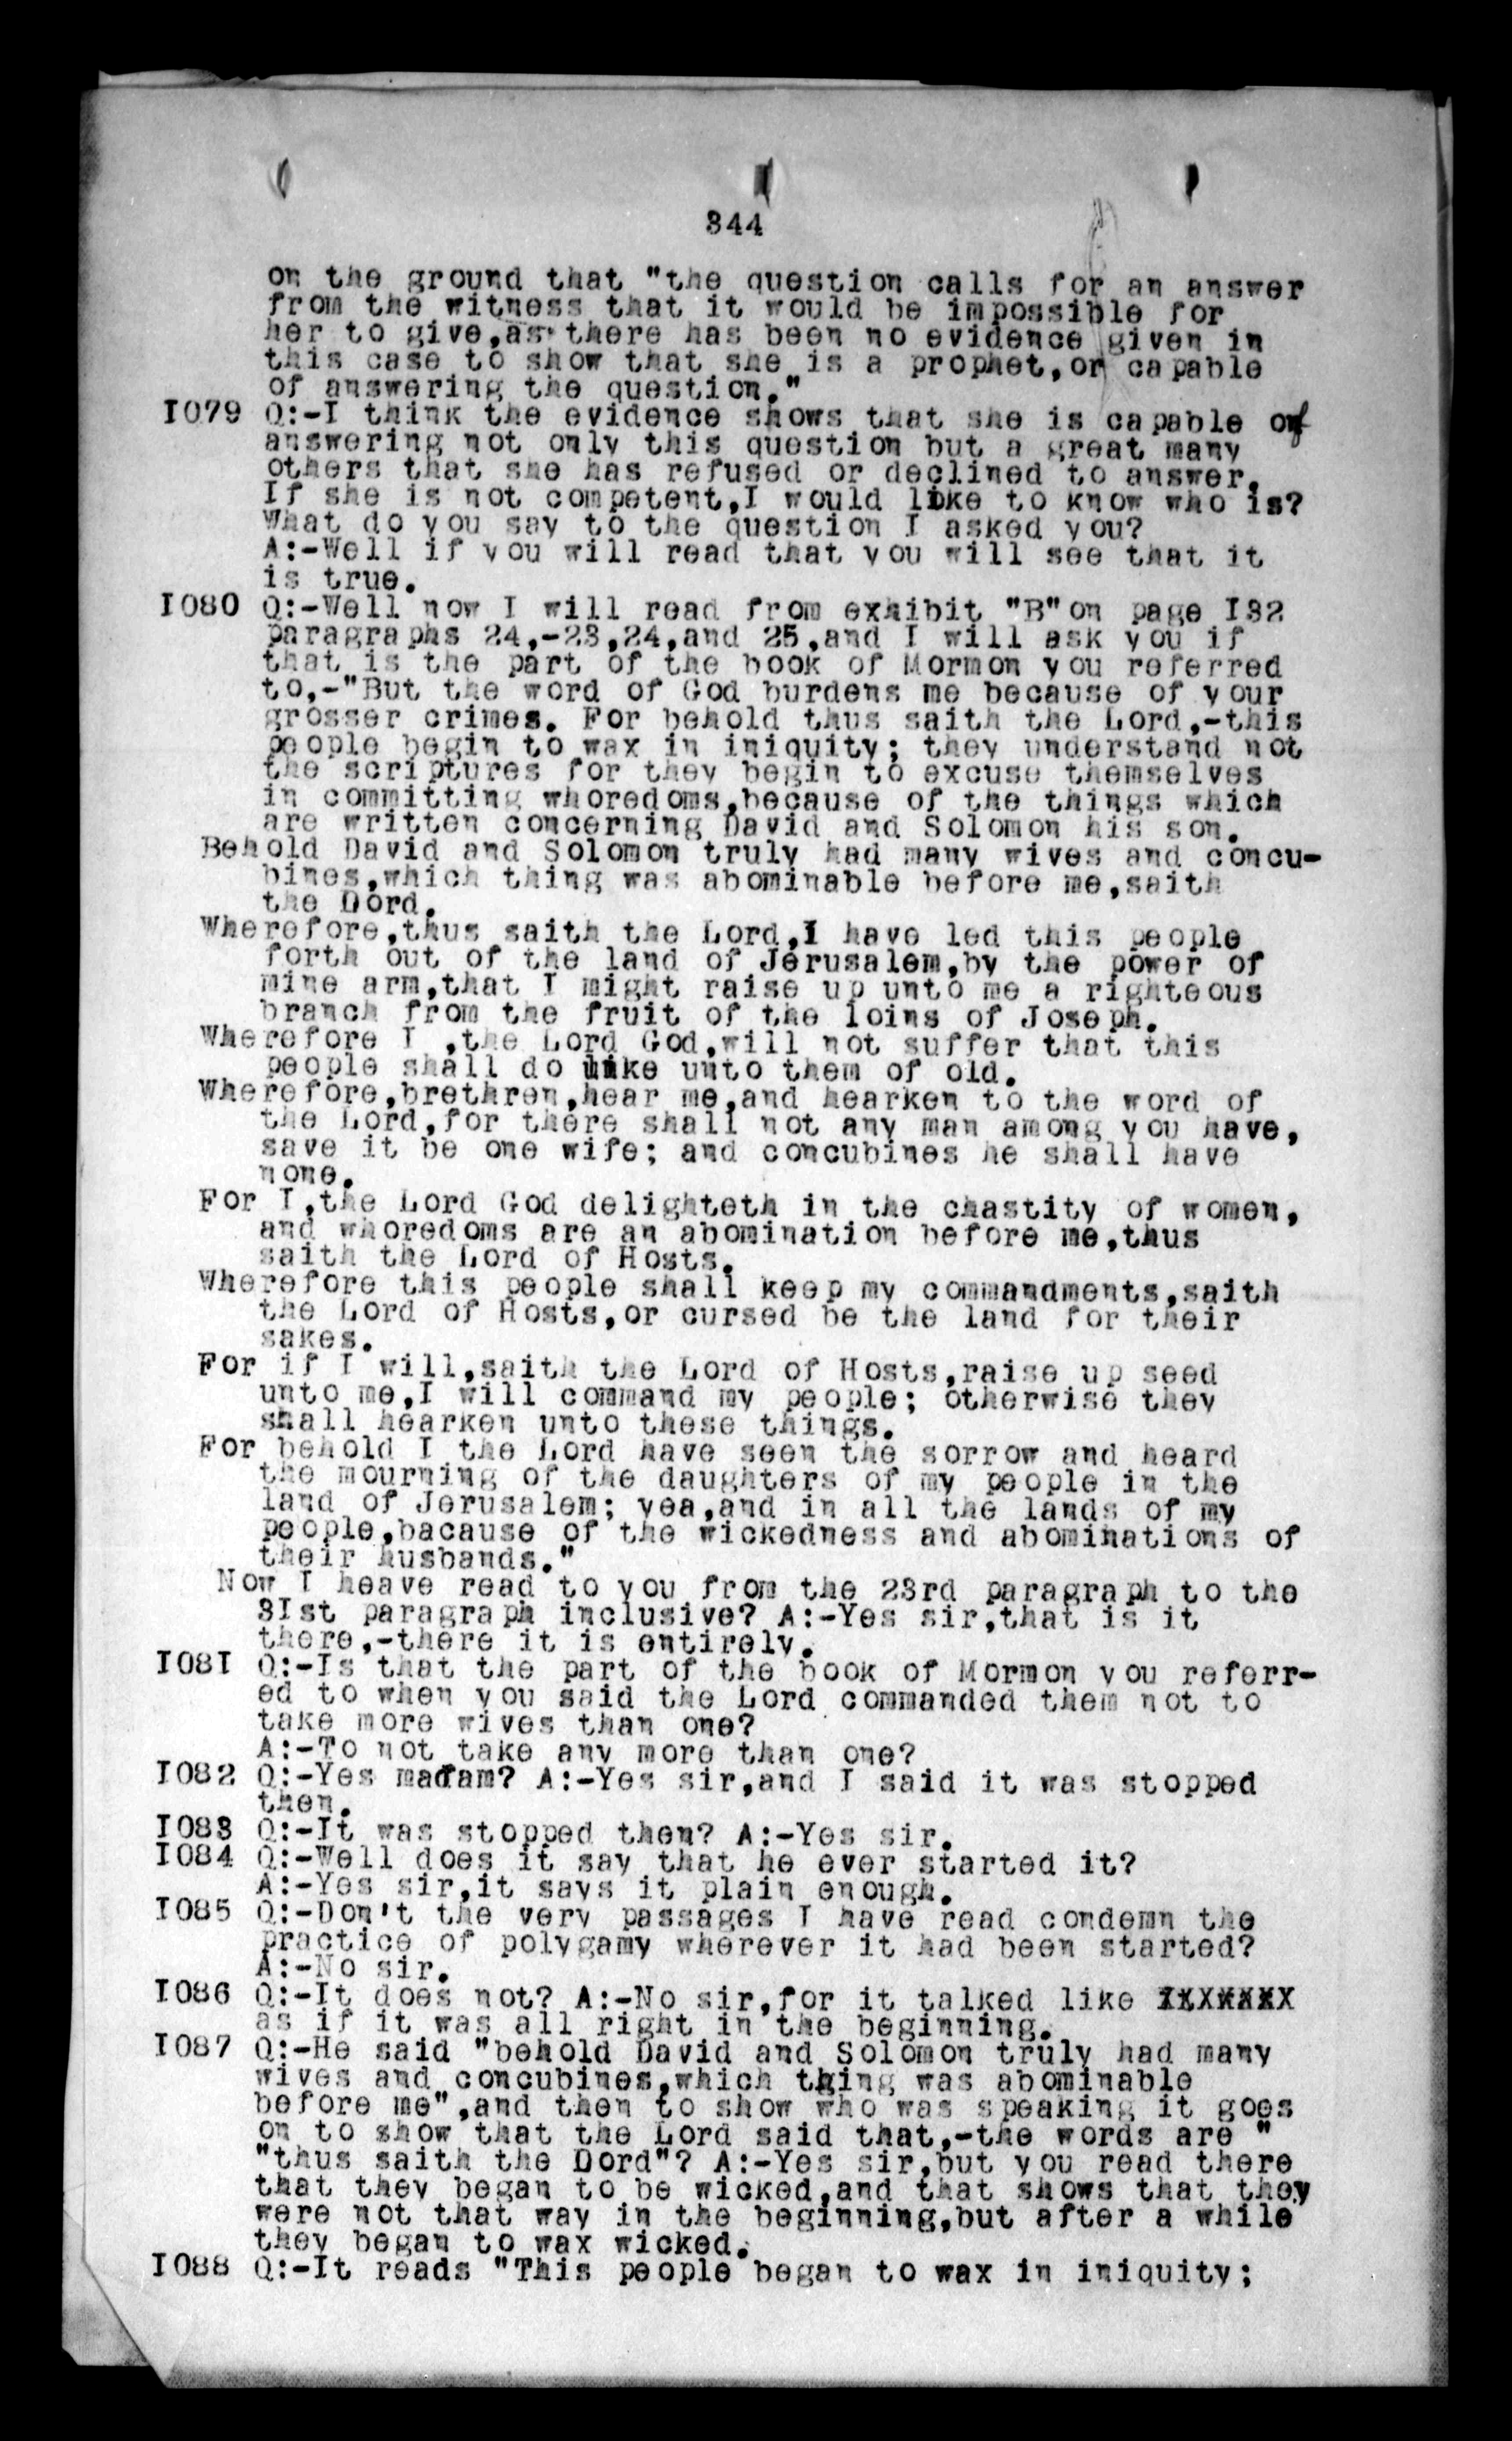 344
on the ground that "the question calls for an answer
from the witness that it would be impossible for
her to give,as there has been no evidence given in
this case to show that she is a prophet,or capable
of answering the question."
I079 Q:-I think the evidence shows that she is capable of
answering not only this question but a great many
others that she has refused or declined to answer.
If she is not competent,I would like to know who is?
What do you say to the question I asked you?
A:-Well if you will read that you will see that it
is true.
I080 Q:-Well now I will read from exhibit "B"on page I32
paragraphs 24,-23,24,and 25,and I will ask you if
that is the part of the book of Mormon you referred
to,-"But the word of God burdens me because of your
grosser crimes. For behold thus saith the Lord,-this
people begin to wax in iniquity; they understand not
the scriptures for they begin to excuse themselves
in committing whoredoms,because of the things which
are written concerning David and Solomon his son.
Behold David and Solomon truly had many wives and concu-
bines,which thing was abominable before me,saith
the Lord.
Wherefore,thus saith the Lord,I have led this people
forth out of the land of Jerusalem,by the power of
mine arm,that I might raise up unto me a righteous
branch from the fruit of the loins of Joseph.
Wherefore I ,the Lord God,will not suffer that this
people shall do like unto them of old.
Wherefore,brethren,hear me,and hearken to the word of
the Lord,for there shall not any man among you have,
save it be one wife; and concubines he shall have
none.
For I,the Lord God delighteth in the chastity of women,
and whoredoms are an abomination before me,thus
saith the Lord of Hosts.
Wherefore this people shall keep my commandments,saith
the Lord of Hosts,or cursed be the land for their
sakes.
For if I will,saith the Lord of Hosts,raise up seed
unto me,I will command my people; otherwise they
shall hearken unto these things.
For behold I the Lord have seen the sorrow and heard
the mourning of the daughters of my people in the
land of Jerusalem; yea,and in all the lands of my
people,bacause of the wickedness and abominations of
their husbands."
Now I heave read to you from the 23rd paragraph to the
3Ist paragraph inclusive? A:-Yes sir,that is it
there,-there it is entirely.
I08I Q:-Is that the part of the book of Mormon you referr-
ed to when you said the Lord commanded them not to
take more wives than one?
A:-To not take any more than one?
I082 Q:-Yes madam? A:-Yes sir,and I said it was stopped
then.
I083 Q:-It was stopped then? A:-Yes sir.
I084 Q:-Well does it say that he ever started it?
A:-Yes sir,it says it plain enough.
I085 Q:-Don't the very passages I have read condemn the
practice of polygamy wherever it had been started?
A:-No sir.
I086 Q:-It does not? A:-No sir,for it talked like XXXXXXX
as if it was all right in the beginning.
I087 Q:-He said "behold David and Solomon truly had many
wives and concubines,which thing was abominable
before me",and then to show who was speaking it goes
on to show that the Lord said that,-the words are "
"thus saith the Lord"? A:-Yes sir,but you read there
that they began to be wicked,and that shows that they
were not that way in the beginning,but after a while
they began to wax wicked.
I088 Q:-It reads "This people began to wax in iniquity;